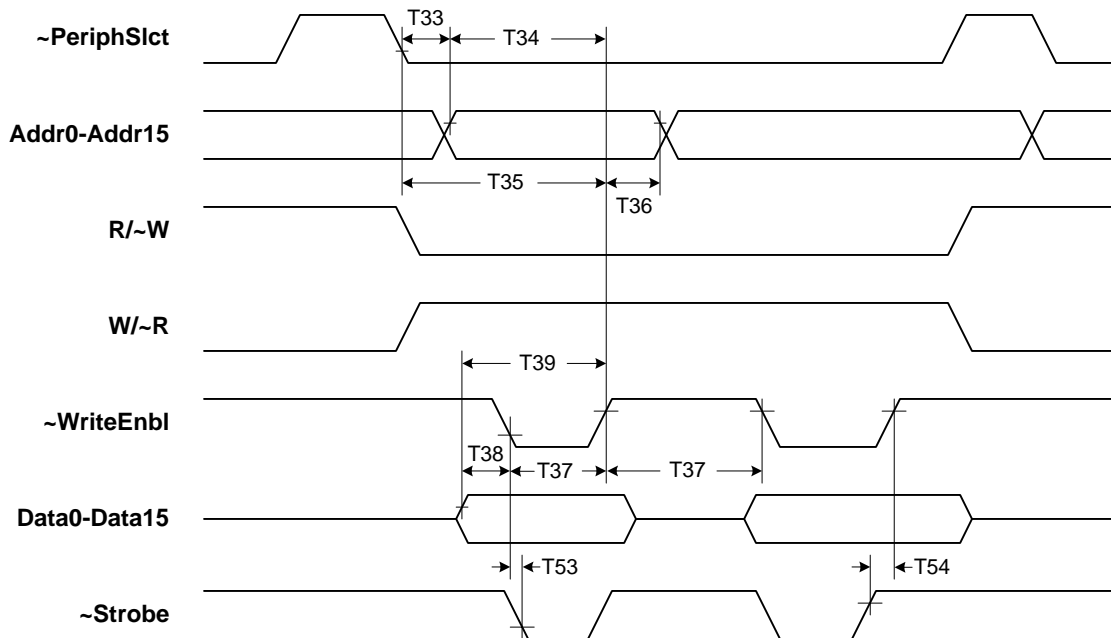 ~PeriphSlct
T33
T34
Addr0-Addr15
T35
T36
R/~W
W/~R
T39
~WriteEnbl
T38
T37
T37
Data0-Data15
T53
T54
~Strobe